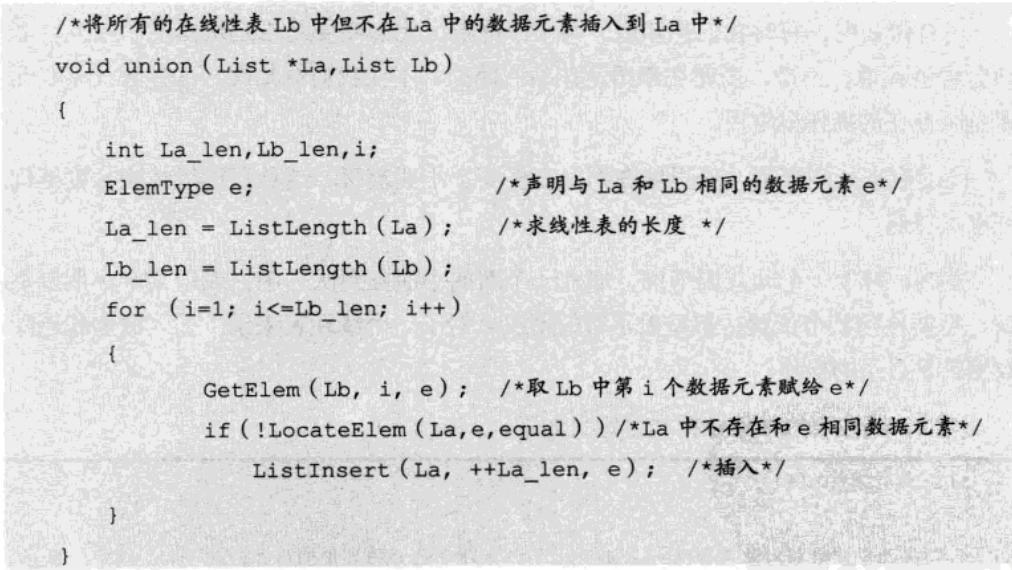 /*将所有的在线性表 Lb 中但不在 La 中的数据元素插入到 La 中*/
void union (List *La,List Lb)
{
int La_len,Lb_len,i;
ElemType e; /*声明与 La 和 Lb 相同的数据元素 e*/
La_len = ListLength (La); /*求线性表的长度 */
Lb_len = ListLength (Lb);
for (i=1; i<=Lb_len; i++)
{
GetElem (Lb, i, e); /*取 Lb 中第 i 个数据元素赋给 e*/
if (!LocateElem (La,e,equal)) /*La 中不存在和 e 相同数据元素*/
ListInsert (La, ++La_len, e); /*插入*/
}
}